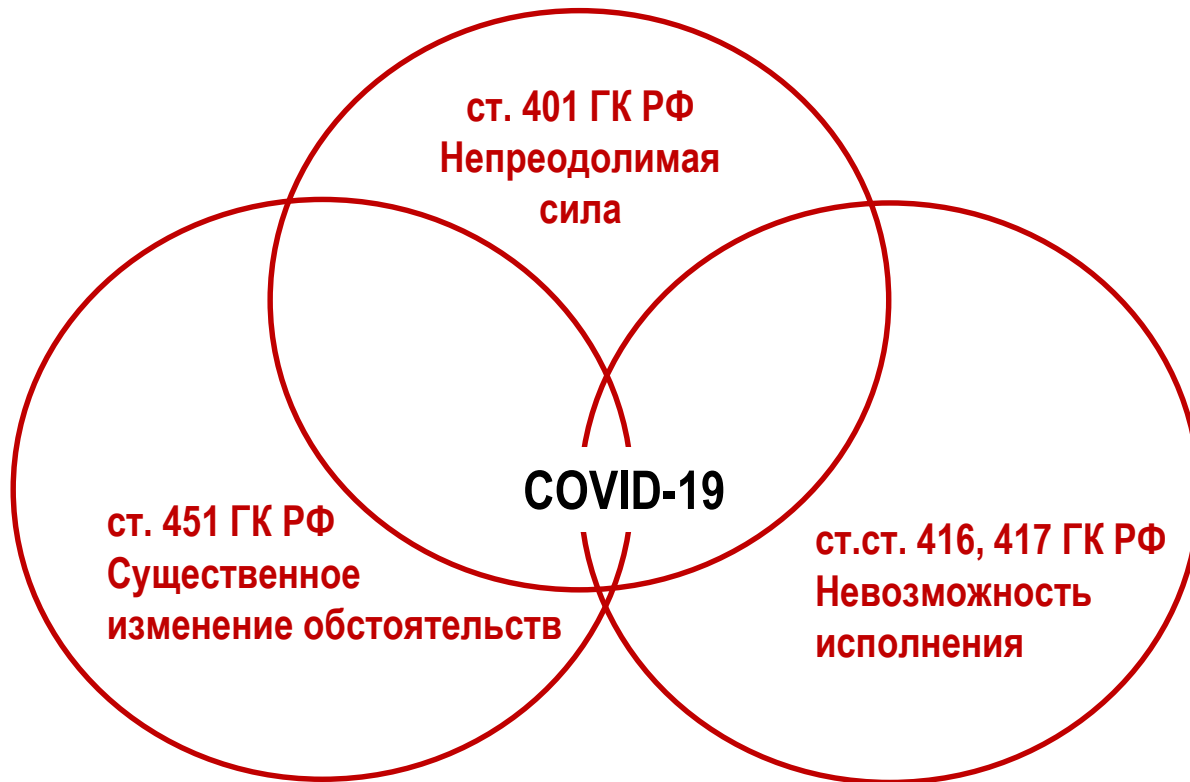 ст. 401 ГК РФ
Непреодолимая
сила
COVID-19
ст. 451 ГК РФ
Существенное
изменение обстоятельств
ст.ст. 416, 417 ГК РФ
Невозможность
исполнения